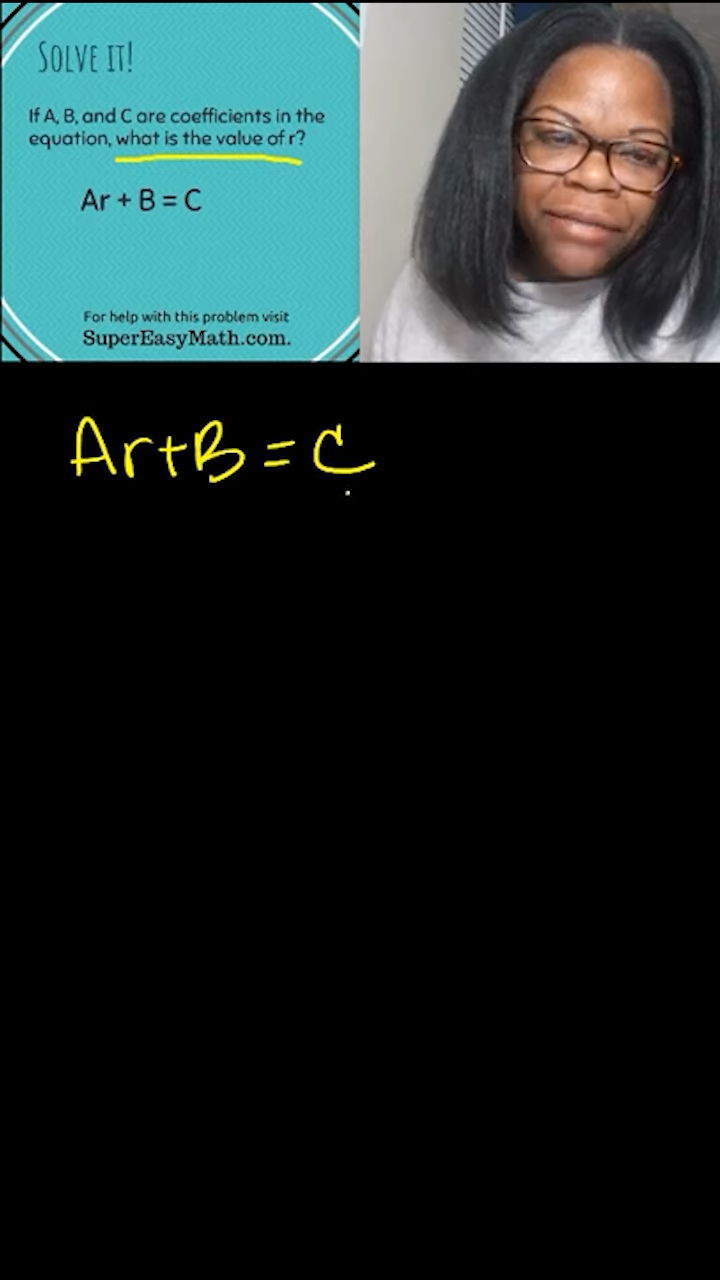 SOLVE IT!
If A, B, and C are coefficients in the
equation, what is the value of r?
Ar + B = C
For help with this problem visit
SuperEasyMath.com.
Ar+B = C